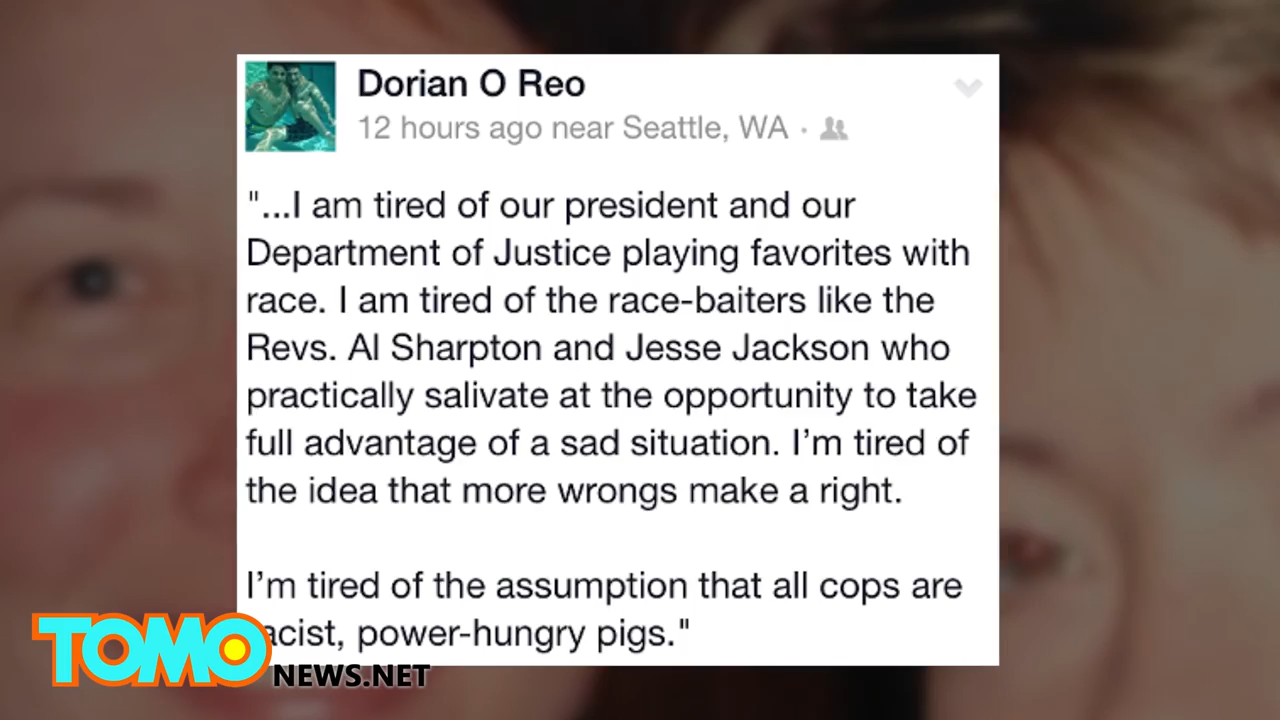 Dorian O Reo
12 hours ago near Seattle, WA ·
"...I am tired of our president and our
Department of Justice playing favorites with
race. I am tired of the race-baiters like the
Revs. Al Sharpton and Jesse Jackson who
practically salivate at the opportunity to take
full advantage of a sad situation. I’m tired of
the idea that more wrongs make a right.
I’m tired of the assumption that all cops are
acist, power-hungry pigs."
TOMO
NEWS.NET